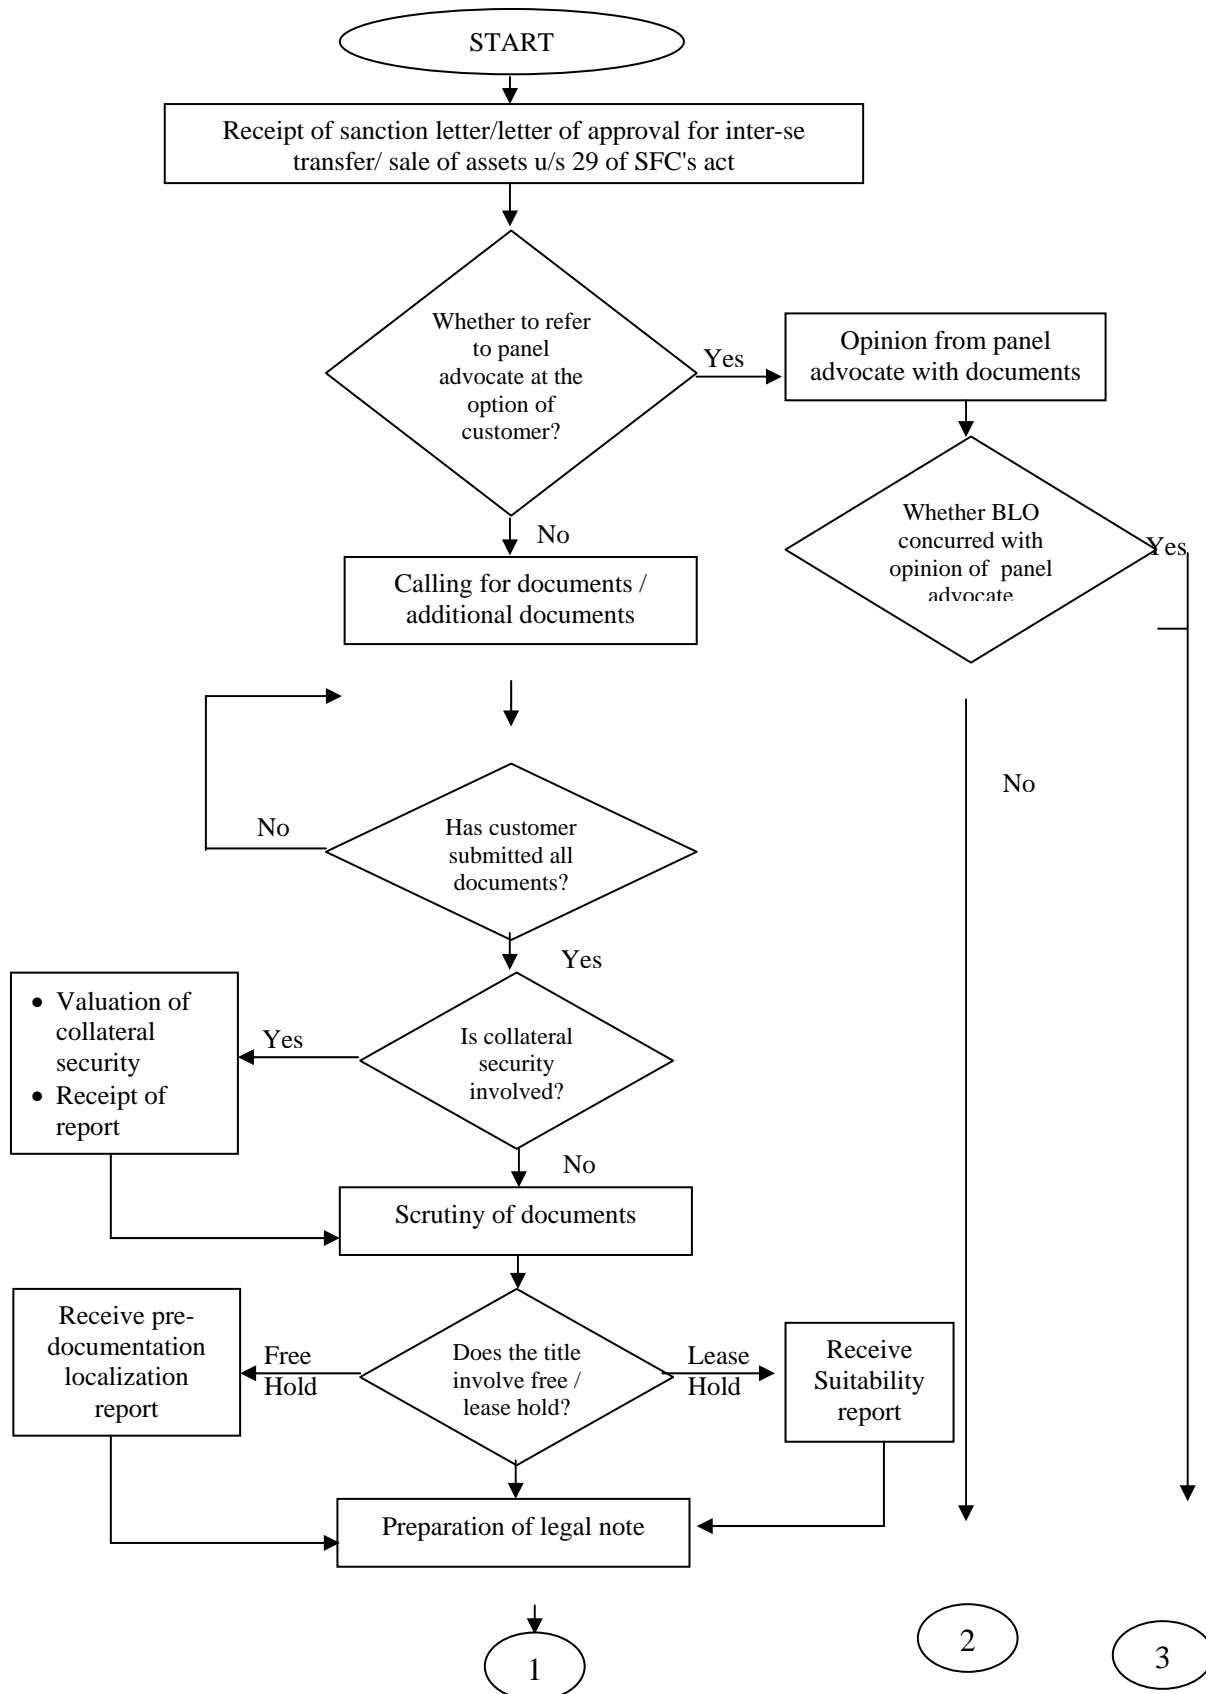 START
Receipt of sanction letter/letter of approval for inter-se
transfer/ sale of assets u/s 29 of SFC's act
Whether to refer
to panel
advocate at the
option of
customer?
Yes
Opinion from panel
advocate with documents
No
Whether BLO
concurred with
opinion of panel
advocate
Yes
Calling for documents /
additional documents
No
No
Has customer
submitted all
documents?
Yes
• Valuation of
collateral
security
• Receipt of
report
Yes
Is collateral
security
involved?
No
Scrutiny of documents
Receive pre-
documentation
localization
report
Free
Hold
Does the title
involve free /
lease hold?
Lease
Hold
Receive
Suitability
report
Preparation of legal note
1
2
3